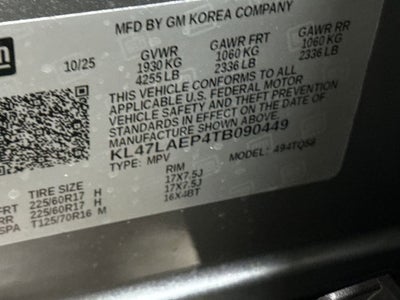 MFD BY GM KOREA COMPANY
10/25 GVWR GAWR FRT GAWR RR
1930 KG 1060 KG 1060 KG
4255 LB 2336 LB 2336 LB
THIS VEHICLE CONFORMS TO ALL
APPLICABLE U.S. FEDERAL MOTOR
VEHICLE SAFETY AND THEFT PREVENTION
STANDARDS IN EFFECT ON THE DATE OF
MANUFACTURE SHOWN ABOVE.
KL47LAEP4TB090449
TYPE: MPV MODEL: 494TQ58
TIRE SIZE RIM
FRT 225/60R17 H 17X7.5J
RR 225/60R17 H 17X7.5J
SPA T125/70R16 M 16X4BT